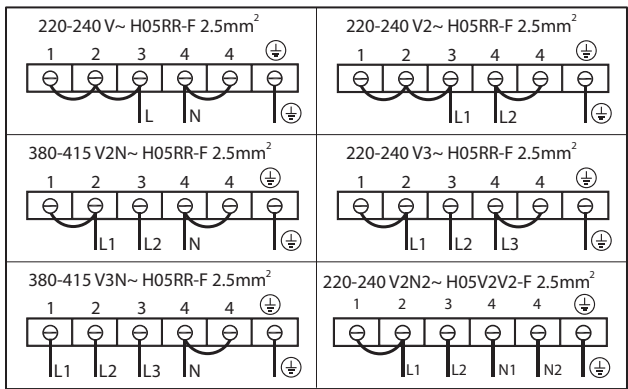 220-240 V~ H05RR-F 2.5mm²
1 2 3 4 4
L N
220-240 V2~ H05RR-F 2.5mm²
1 2 3 4 4
L1 L2
380-415 V2N~ H05RR-F 2.5mm²
1 2 3 4 4
L1 L2 N
220-240 V3~ H05RR-F 2.5mm²
1 2 3 4 4
L1 L2 L3
380-415 V3N~ H05RR-F 2.5mm²
1 2 3 4 4
L1 L2 L3 N
220-240 V2N2~ H05V2V2-F 2.5mm²
1 2 3 4 4
L1 L2 N1 N2